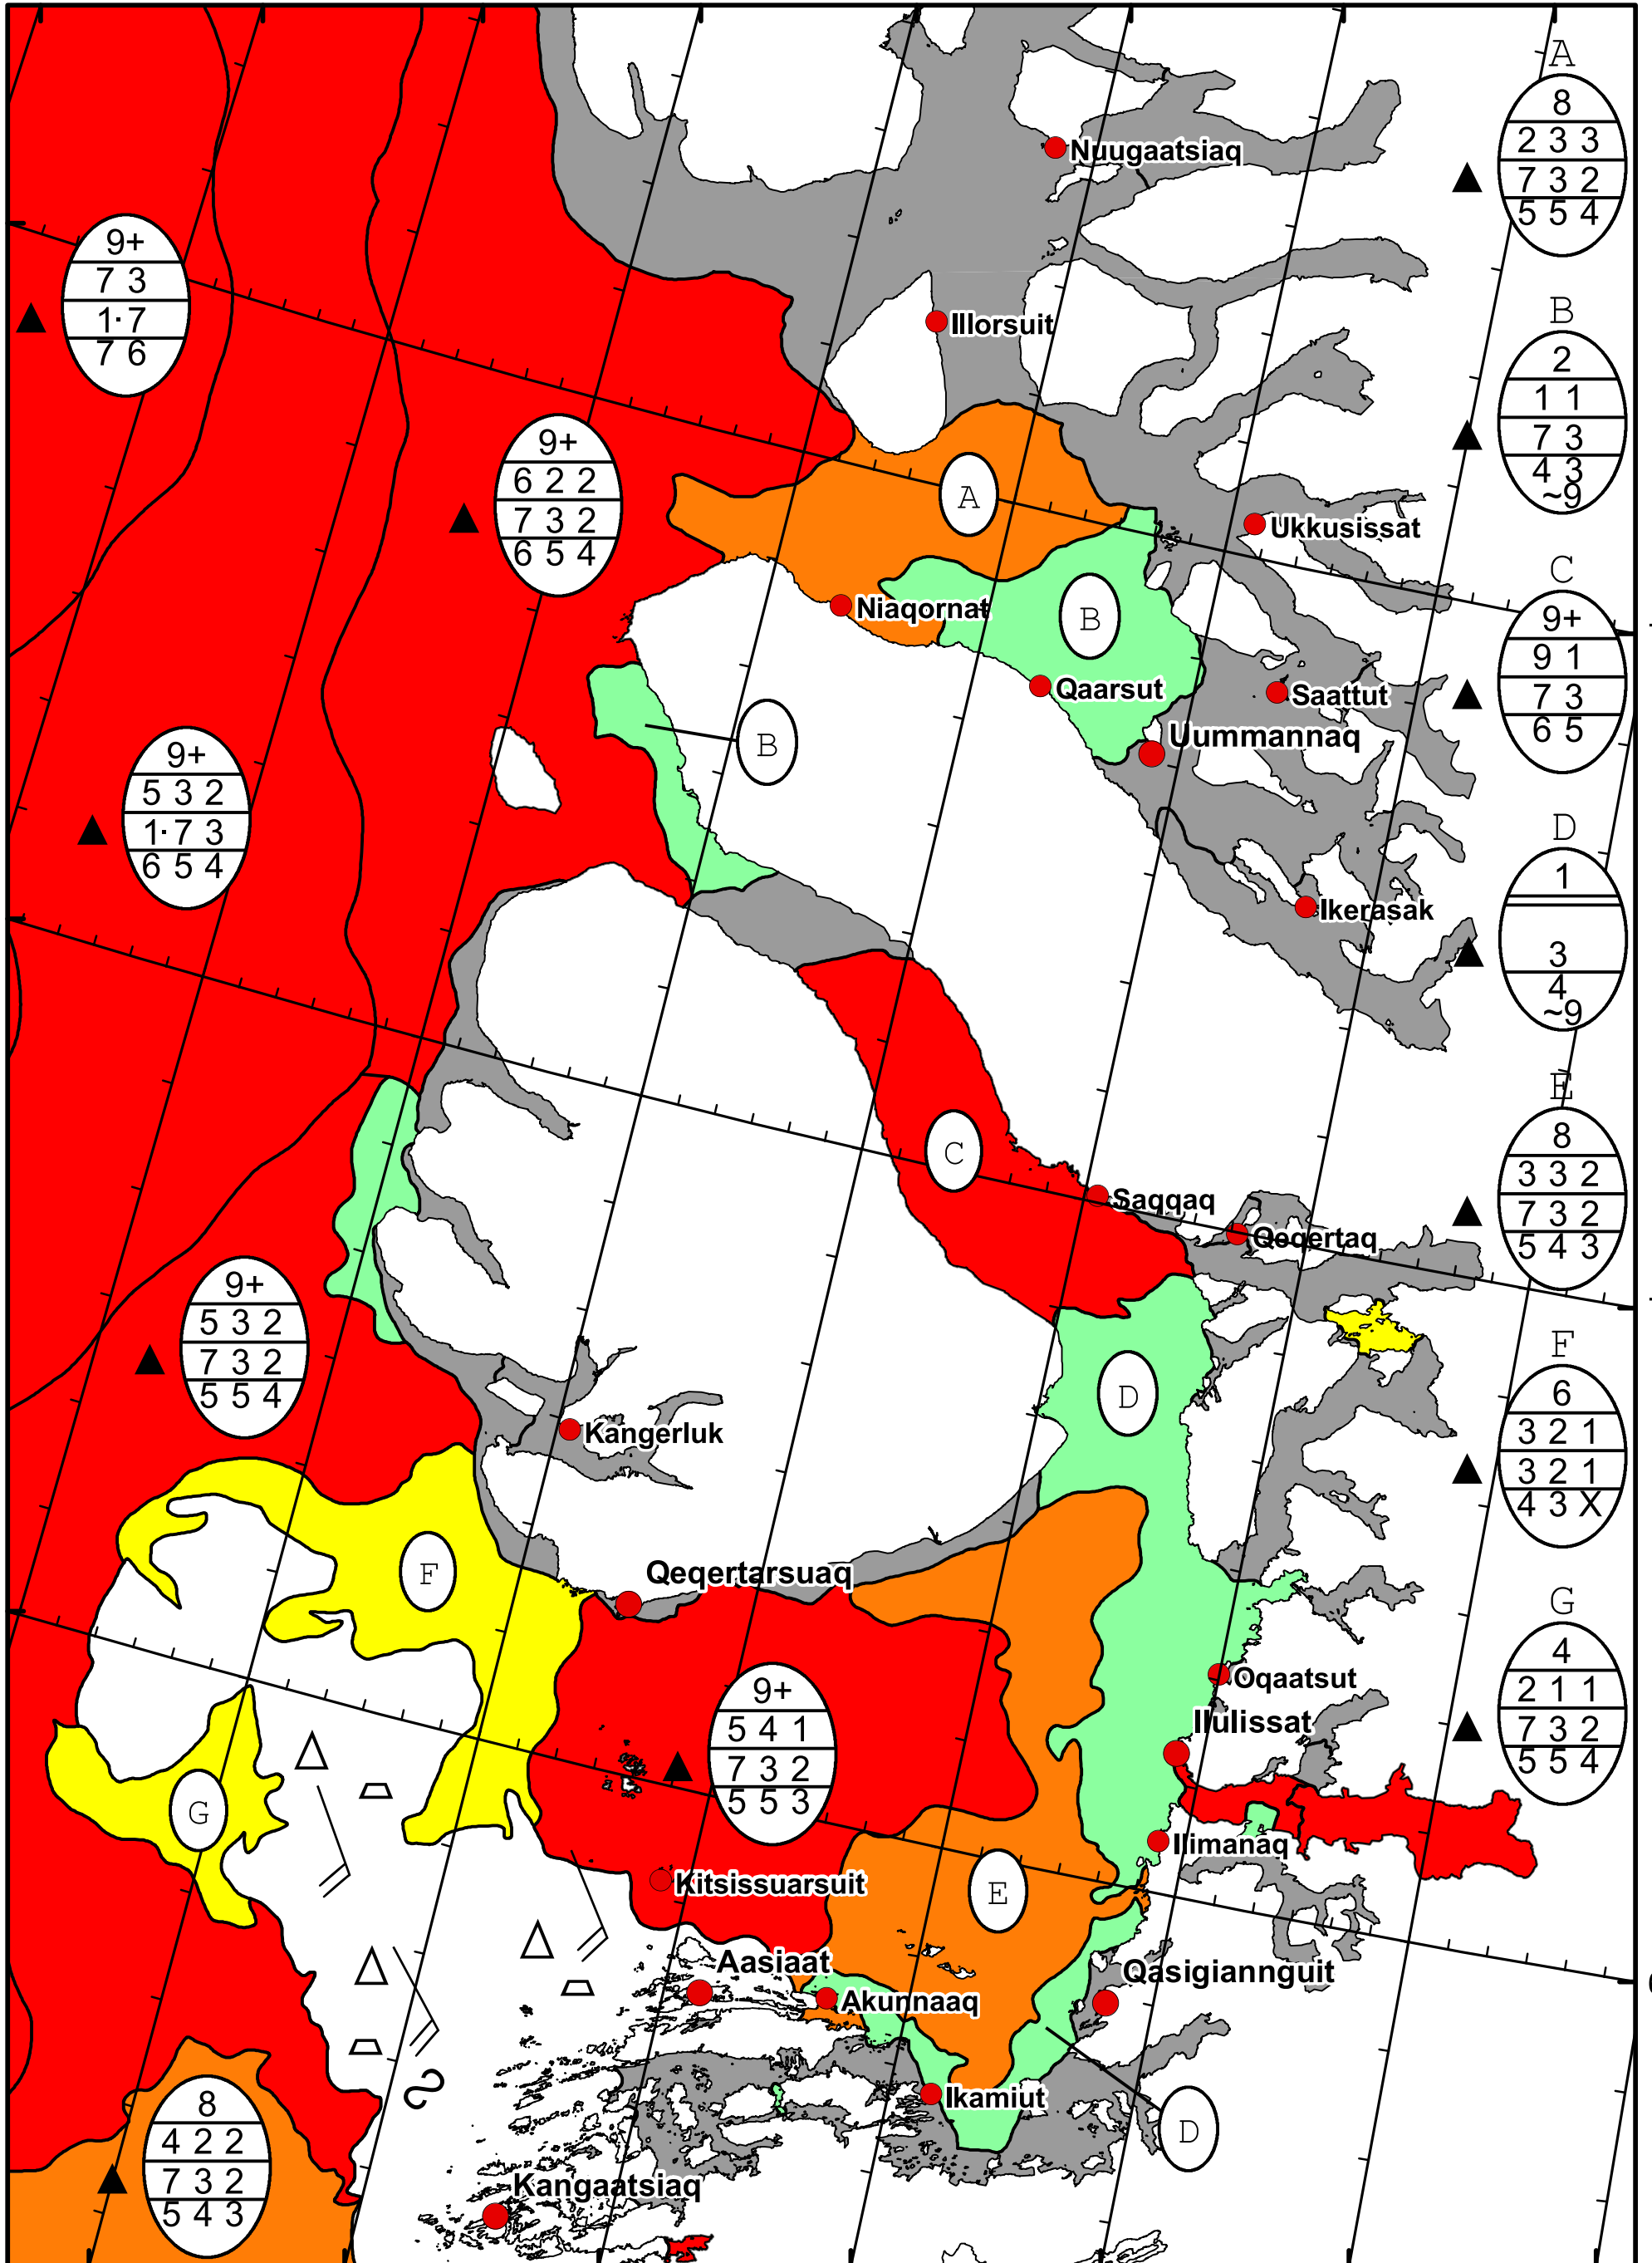 A
8
2 3 3
7 3 2
5 5 4
Nuugaatsiaq
9+
7 3
1· 7
7 6
Illorsuit
B
2
1 1
7 3
4 3
~9
9+
6 2 2
7 3 2
6 5 4
A
Ukkusissat
C
9+
9 1
7 3
6 5
Niaqornat
B
Qaarsut
Saattut
Uummannaq
B
9+
5 3 2
1· 7 3
6 5 4
D
1
3
4
~9
Ikerasak
E
8
3 3 2
7 3 2
5 4 3
C
Saqqaq
Qeqertaq
9+
5 3 2
7 3 2
5 5 4
F
6
3 2 1
3 2 1
4 3 X
D
Kangerluk
F
Qeqertarsuaq
G
4
2 1 1
7 3 2
5 5 4
Oqaatsut
Ilulissat
9+
5 4 1
7 3 2
5 5 3
G
Ilimanaq
Kitsissuarsuit
E
Aasiaat
Qasigiannguit
Akunnaaq
Ikamiut
D
8
4 2 2
7 3 2
5 4 3
Kangaatsiaq